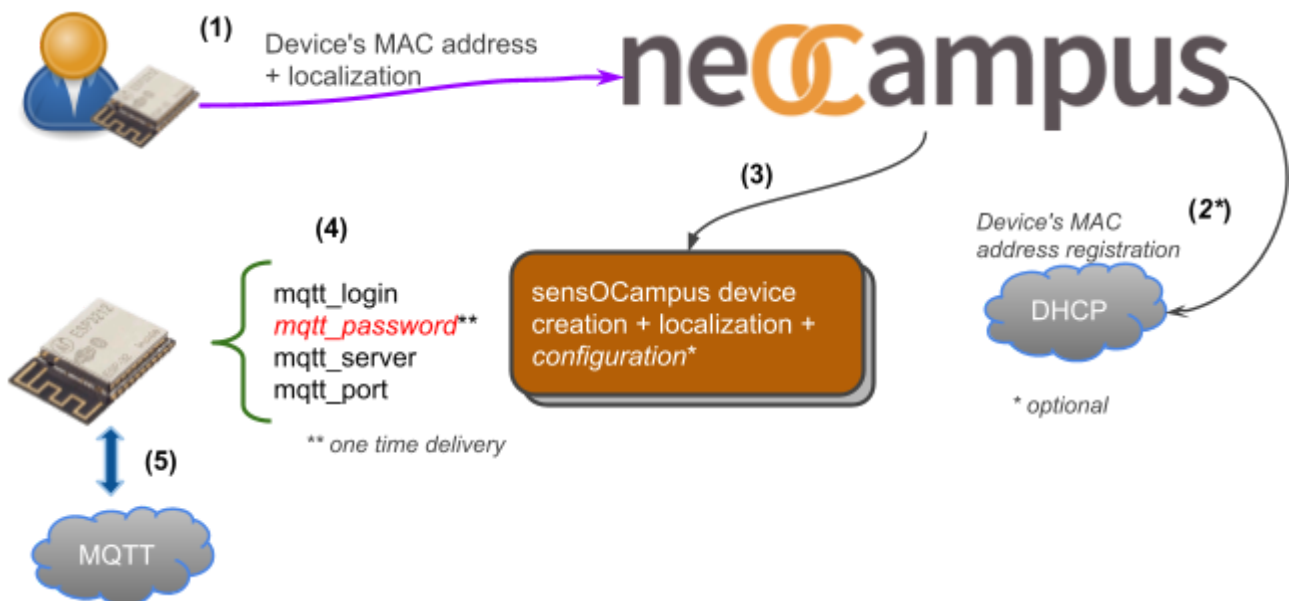 (1)
Device's MAC address
+ localization
neOCampus
(3)
(2*)
Device's MAC
address registration
DHCP
* optional
(4)
mqtt_login
mqtt_password**
mqtt_server
mqtt_port
** one time delivery
sensOCampus device
creation + localization +
configuration*
(5)
MQTT